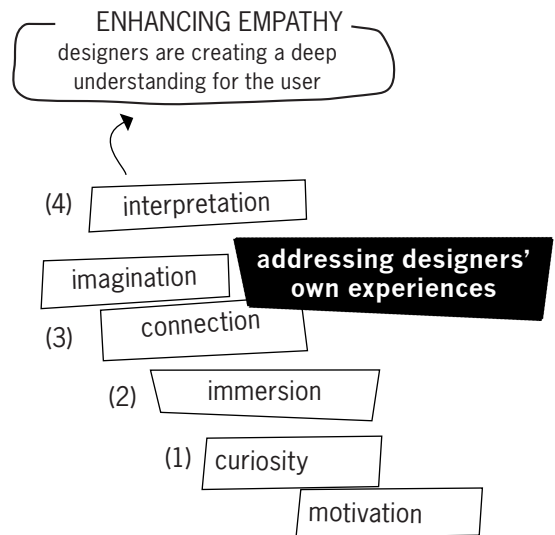 ENHANCING EMPATHY
designers are creating a deep
understanding for the user
(4) interpretation
addressing designers’
own experiences
imagination
(3) connection
(2) immersion
(1) curiosity
motivation